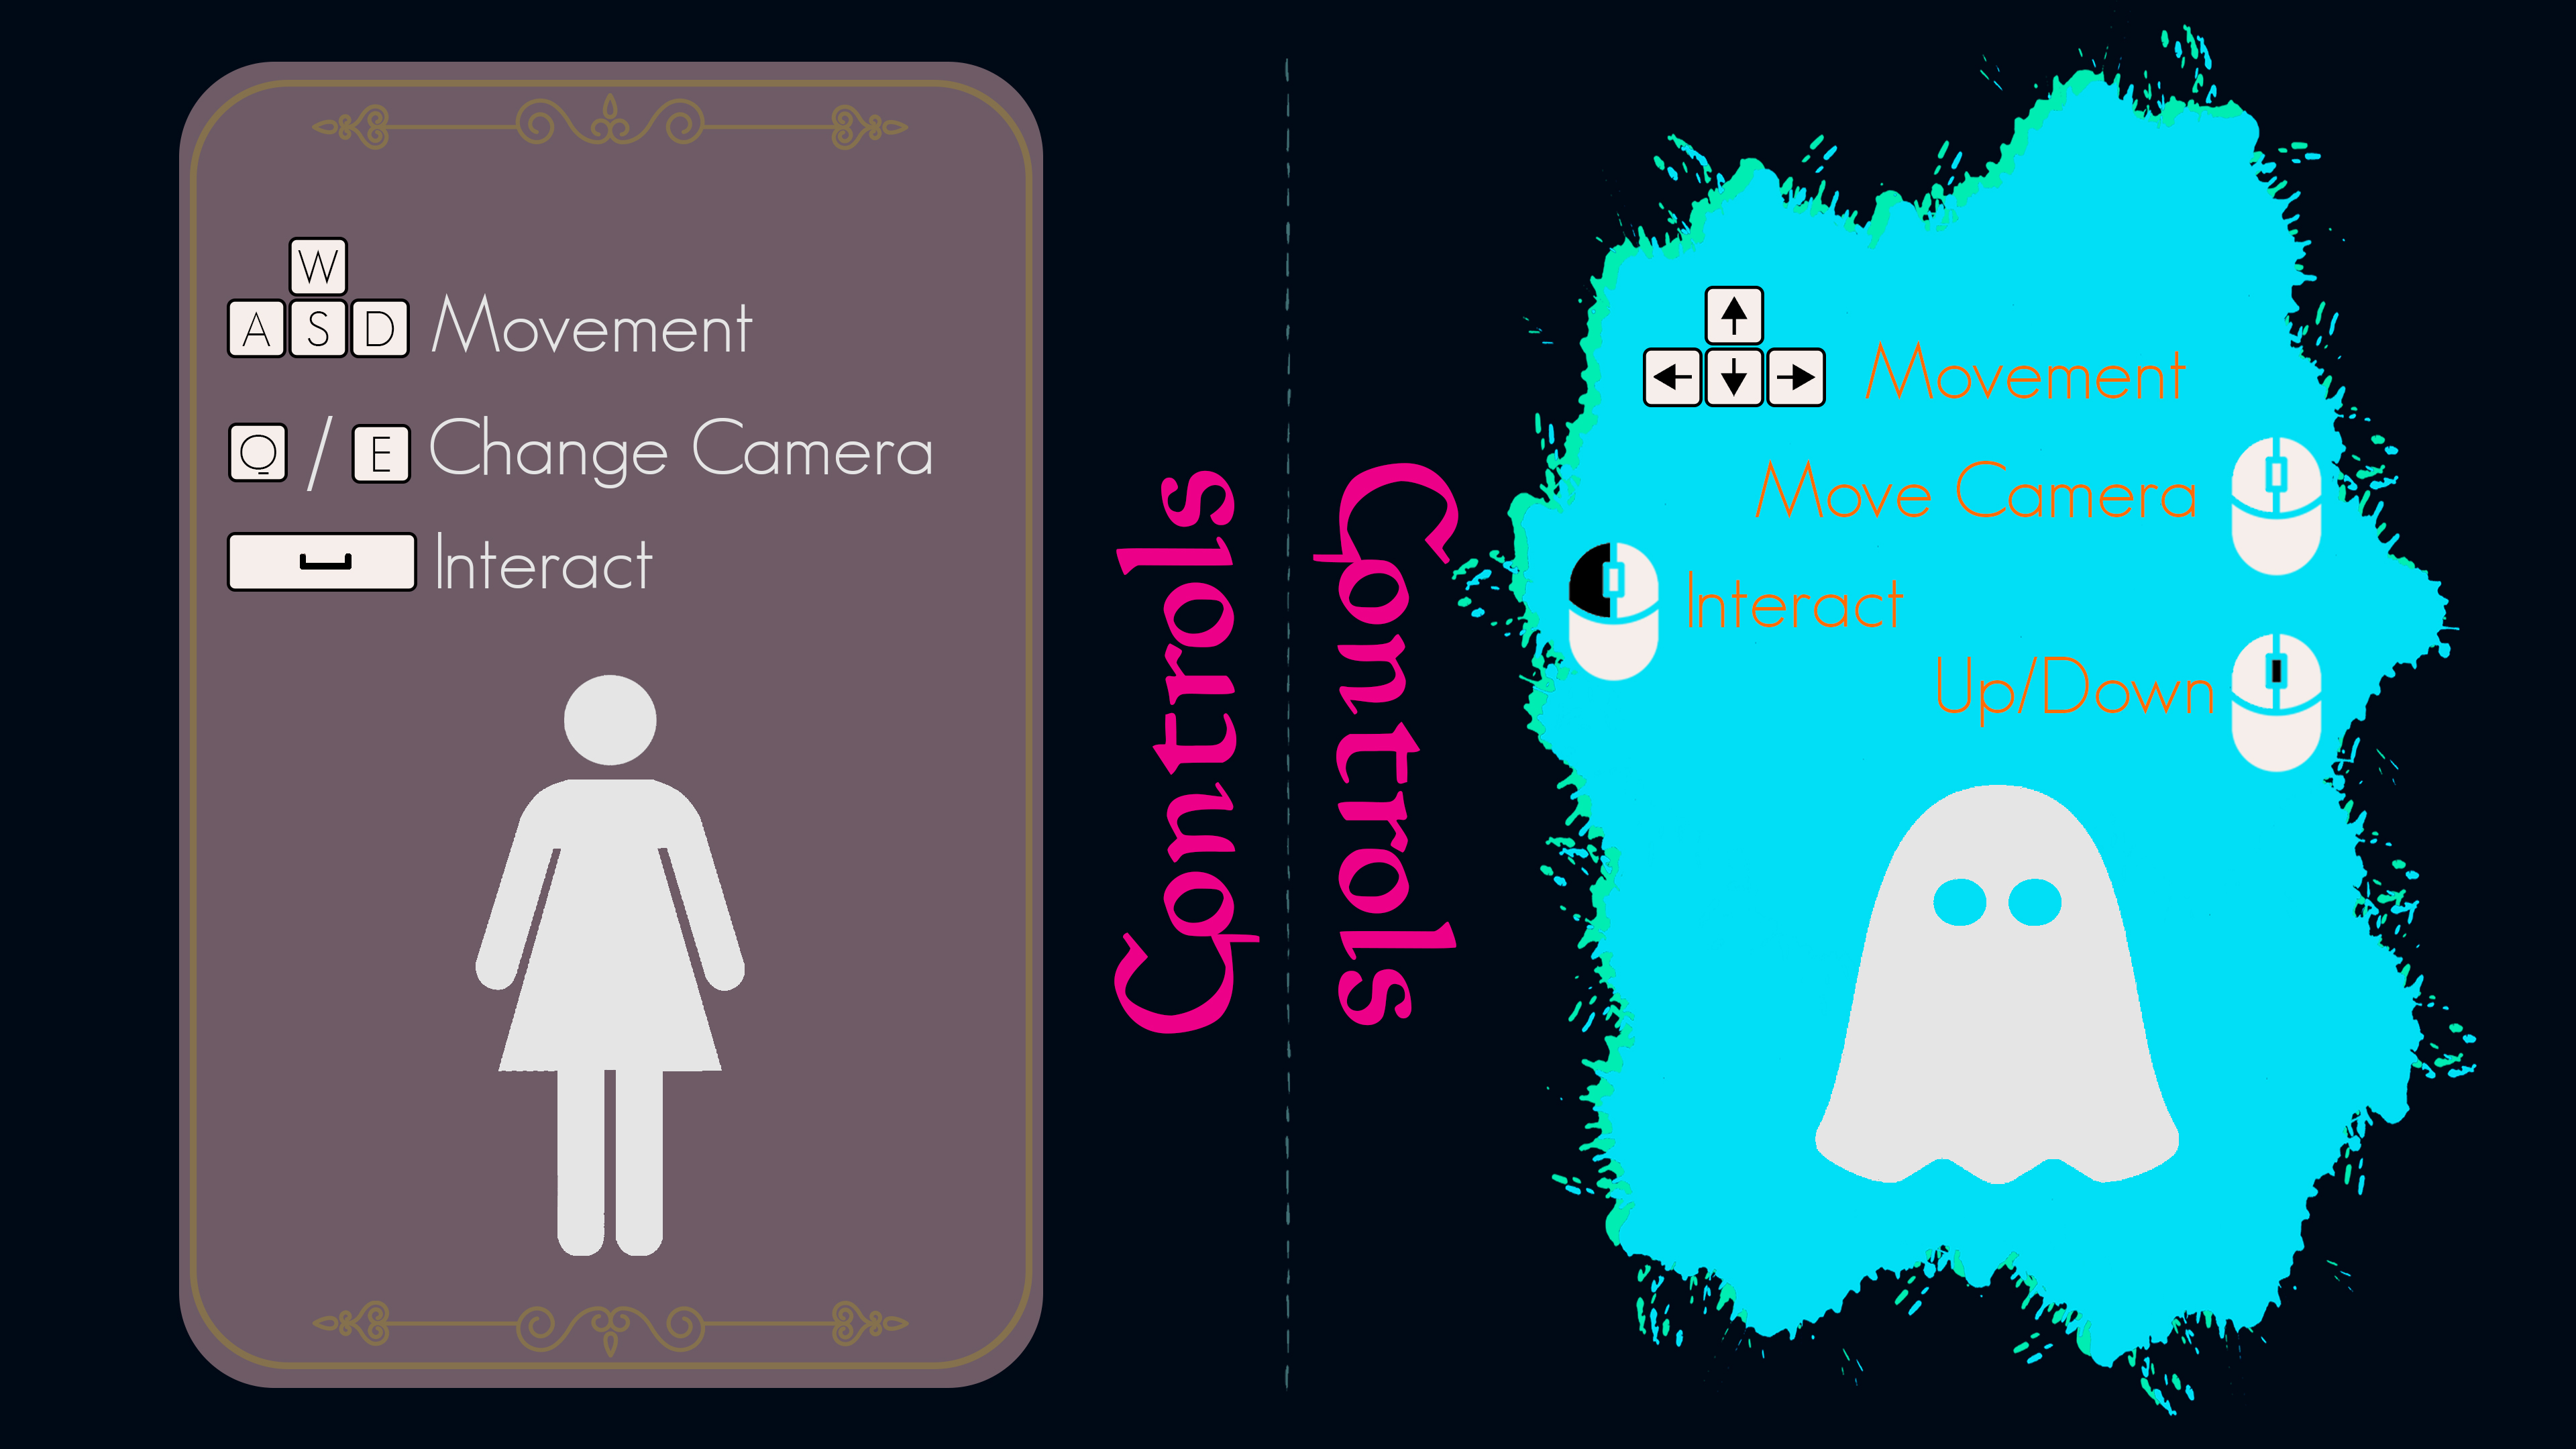 W
A S D Movement
Q / E Change Camera
Interact
Controls
Controls
Movement
Move Camera
Interact
Up/Down